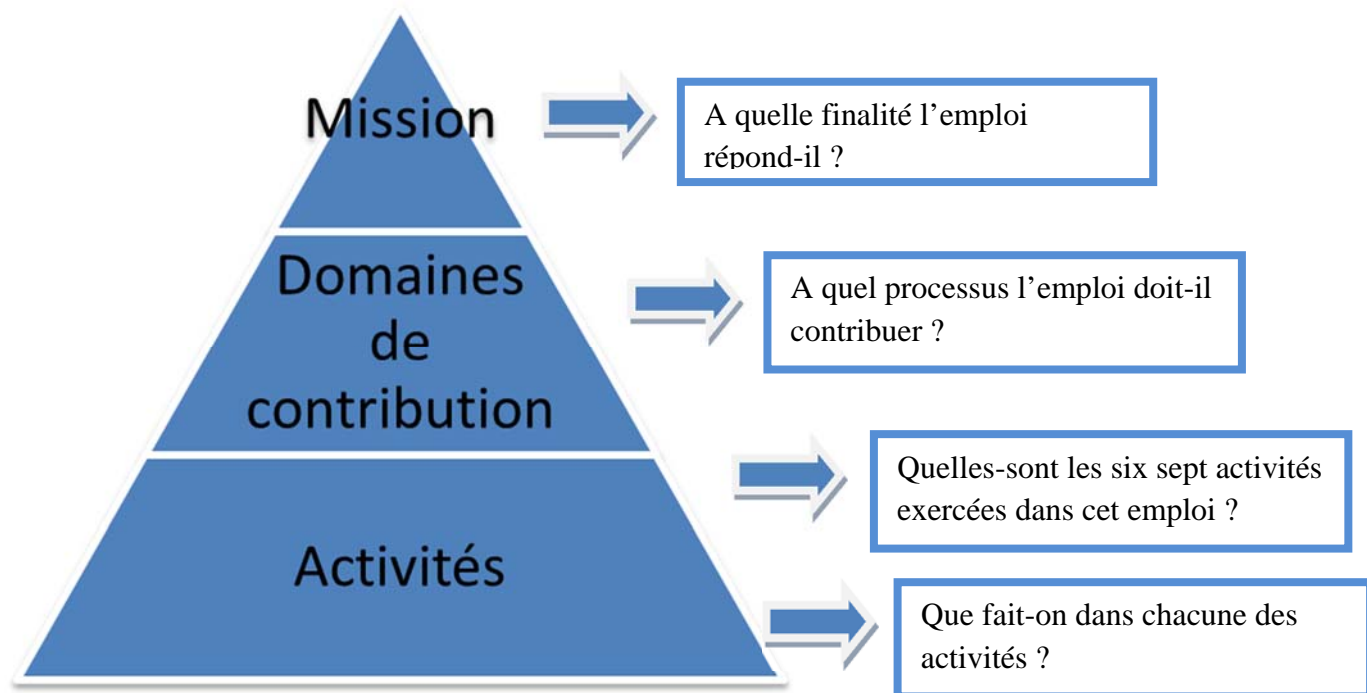 Mission
A quelle finalité l’emploi
répond-il ?
Domaines
de
contribution
A quel processus l’emploi doit-il
contribuer ?
Activités
Quelles-sont les six sept activités
exercées dans cet emploi ?
Que fait-on dans chacune des
activités ?